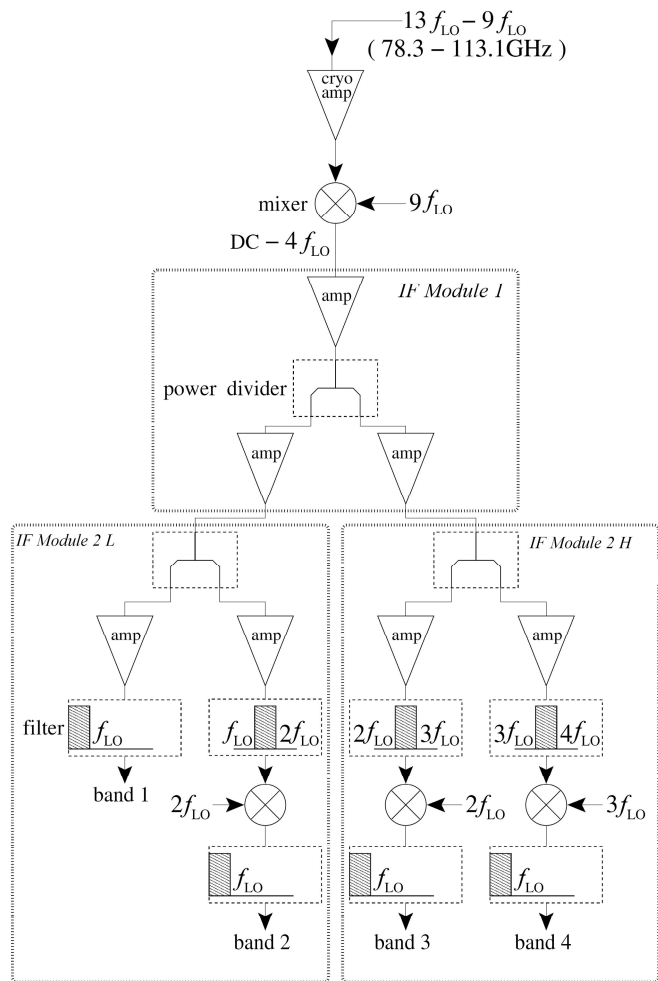 13 f_LO − 9 f_LO
( 78.3 − 113.1GHz )
cryo
amp
mixer
9 f_LO
DC − 4 f_LO
IF Module 1
amp
power divider
amp
amp
IF Module 2 L
IF Module 2 H
amp
amp
amp
amp
filter
f_LO
f_LO
2f_LO
2f_LO
3f_LO
3f_LO
4f_LO
band 1
2f_LO
2f_LO
3f_LO
f_LO
f_LO
f_LO
band 2
band 3
band 4